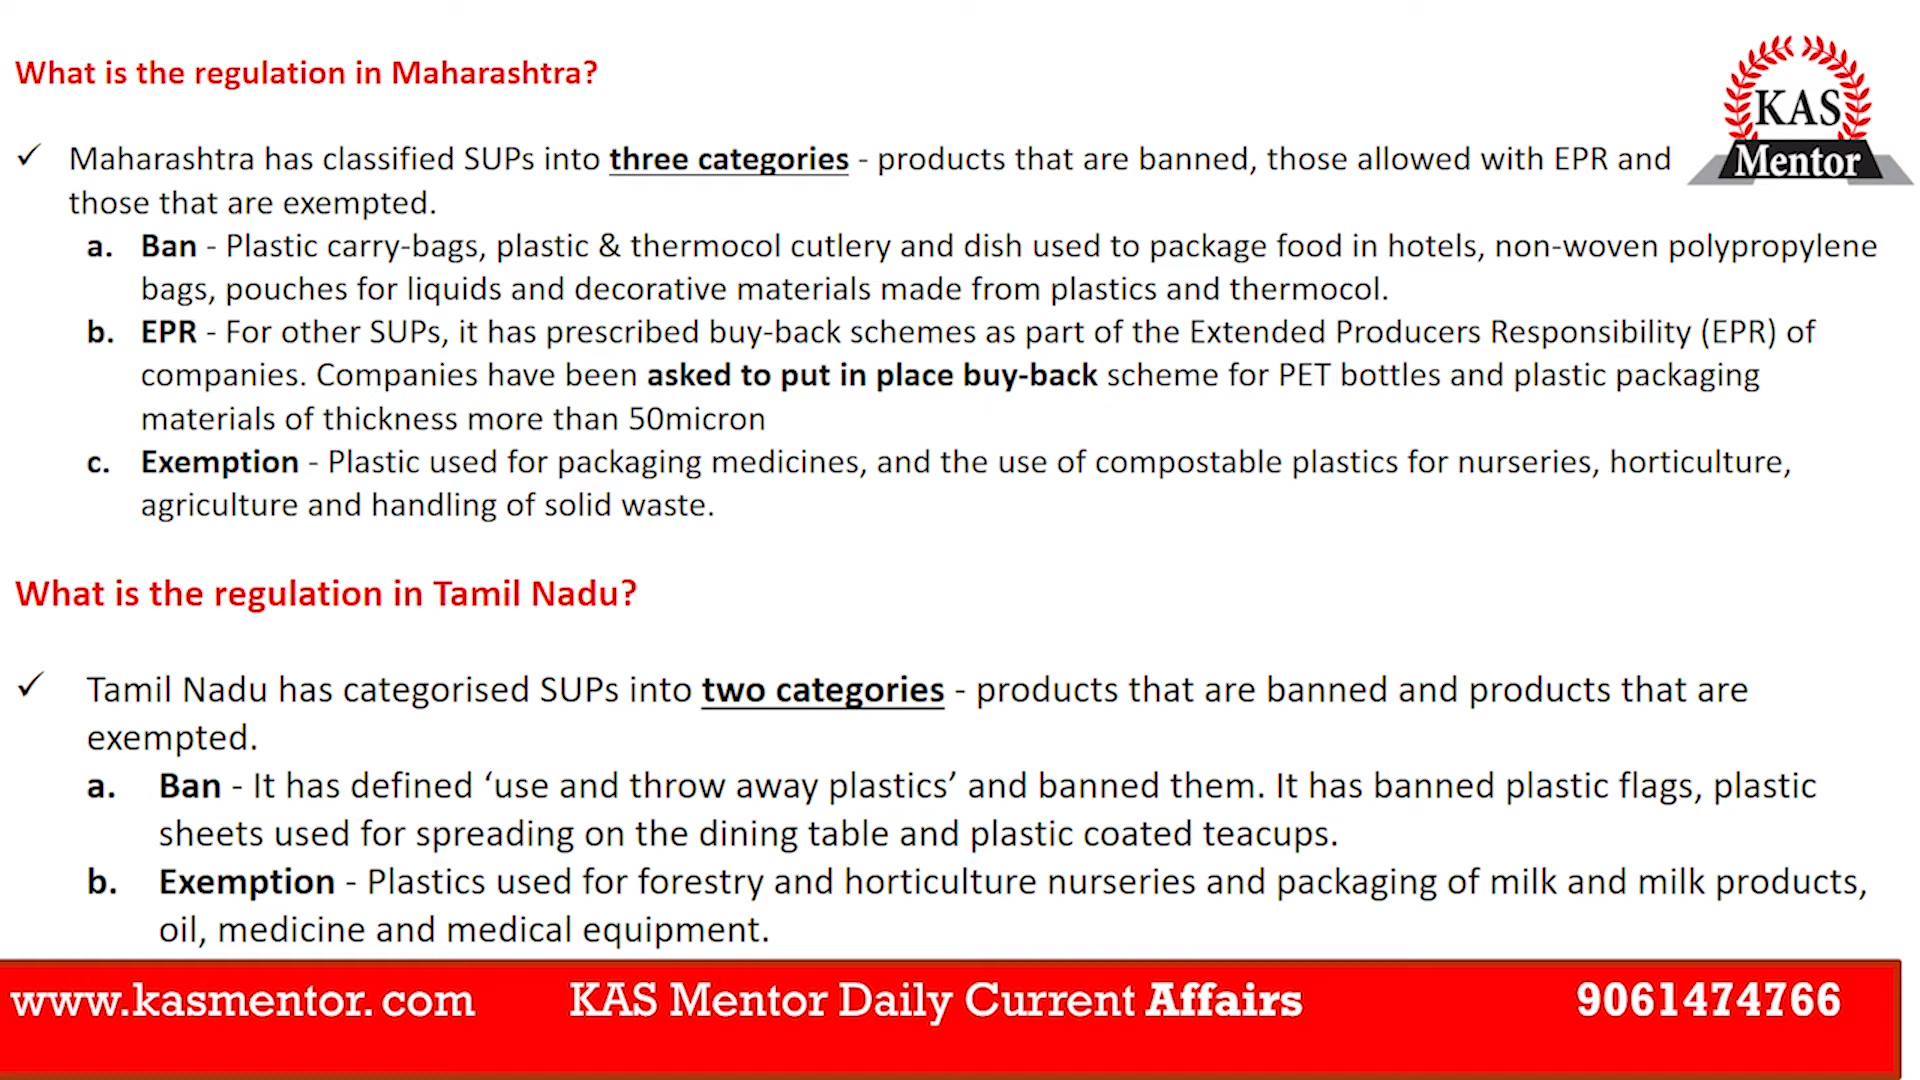 What is the regulation in Maharashtra?
KAS
Mentor
✓ Maharashtra has classified SUPs into three categories - products that are banned, those allowed with EPR and
those that are exempted.
a. Ban - Plastic carry-bags, plastic & thermocol cutlery and dish used to package food in hotels, non-woven polypropylene
bags, pouches for liquids and decorative materials made from plastics and thermocol.
b. EPR - For other SUPs, it has prescribed buy-back schemes as part of the Extended Producers Responsibility (EPR) of
companies. Companies have been asked to put in place buy-back scheme for PET bottles and plastic packaging
materials of thickness more than 50micron
c. Exemption - Plastic used for packaging medicines, and the use of compostable plastics for nurseries, horticulture,
agriculture and handling of solid waste.
What is the regulation in Tamil Nadu?
✓ Tamil Nadu has categorised SUPs into two categories - products that are banned and products that are
exempted.
a. Ban - It has defined ‘use and throw away plastics’ and banned them. It has banned plastic flags, plastic
sheets used for spreading on the dining table and plastic coated teacups.
b. Exemption - Plastics used for forestry and horticulture nurseries and packaging of milk and milk products,
oil, medicine and medical equipment.
www.kasmentor.com KAS Mentor Daily Current Affairs 9061474766